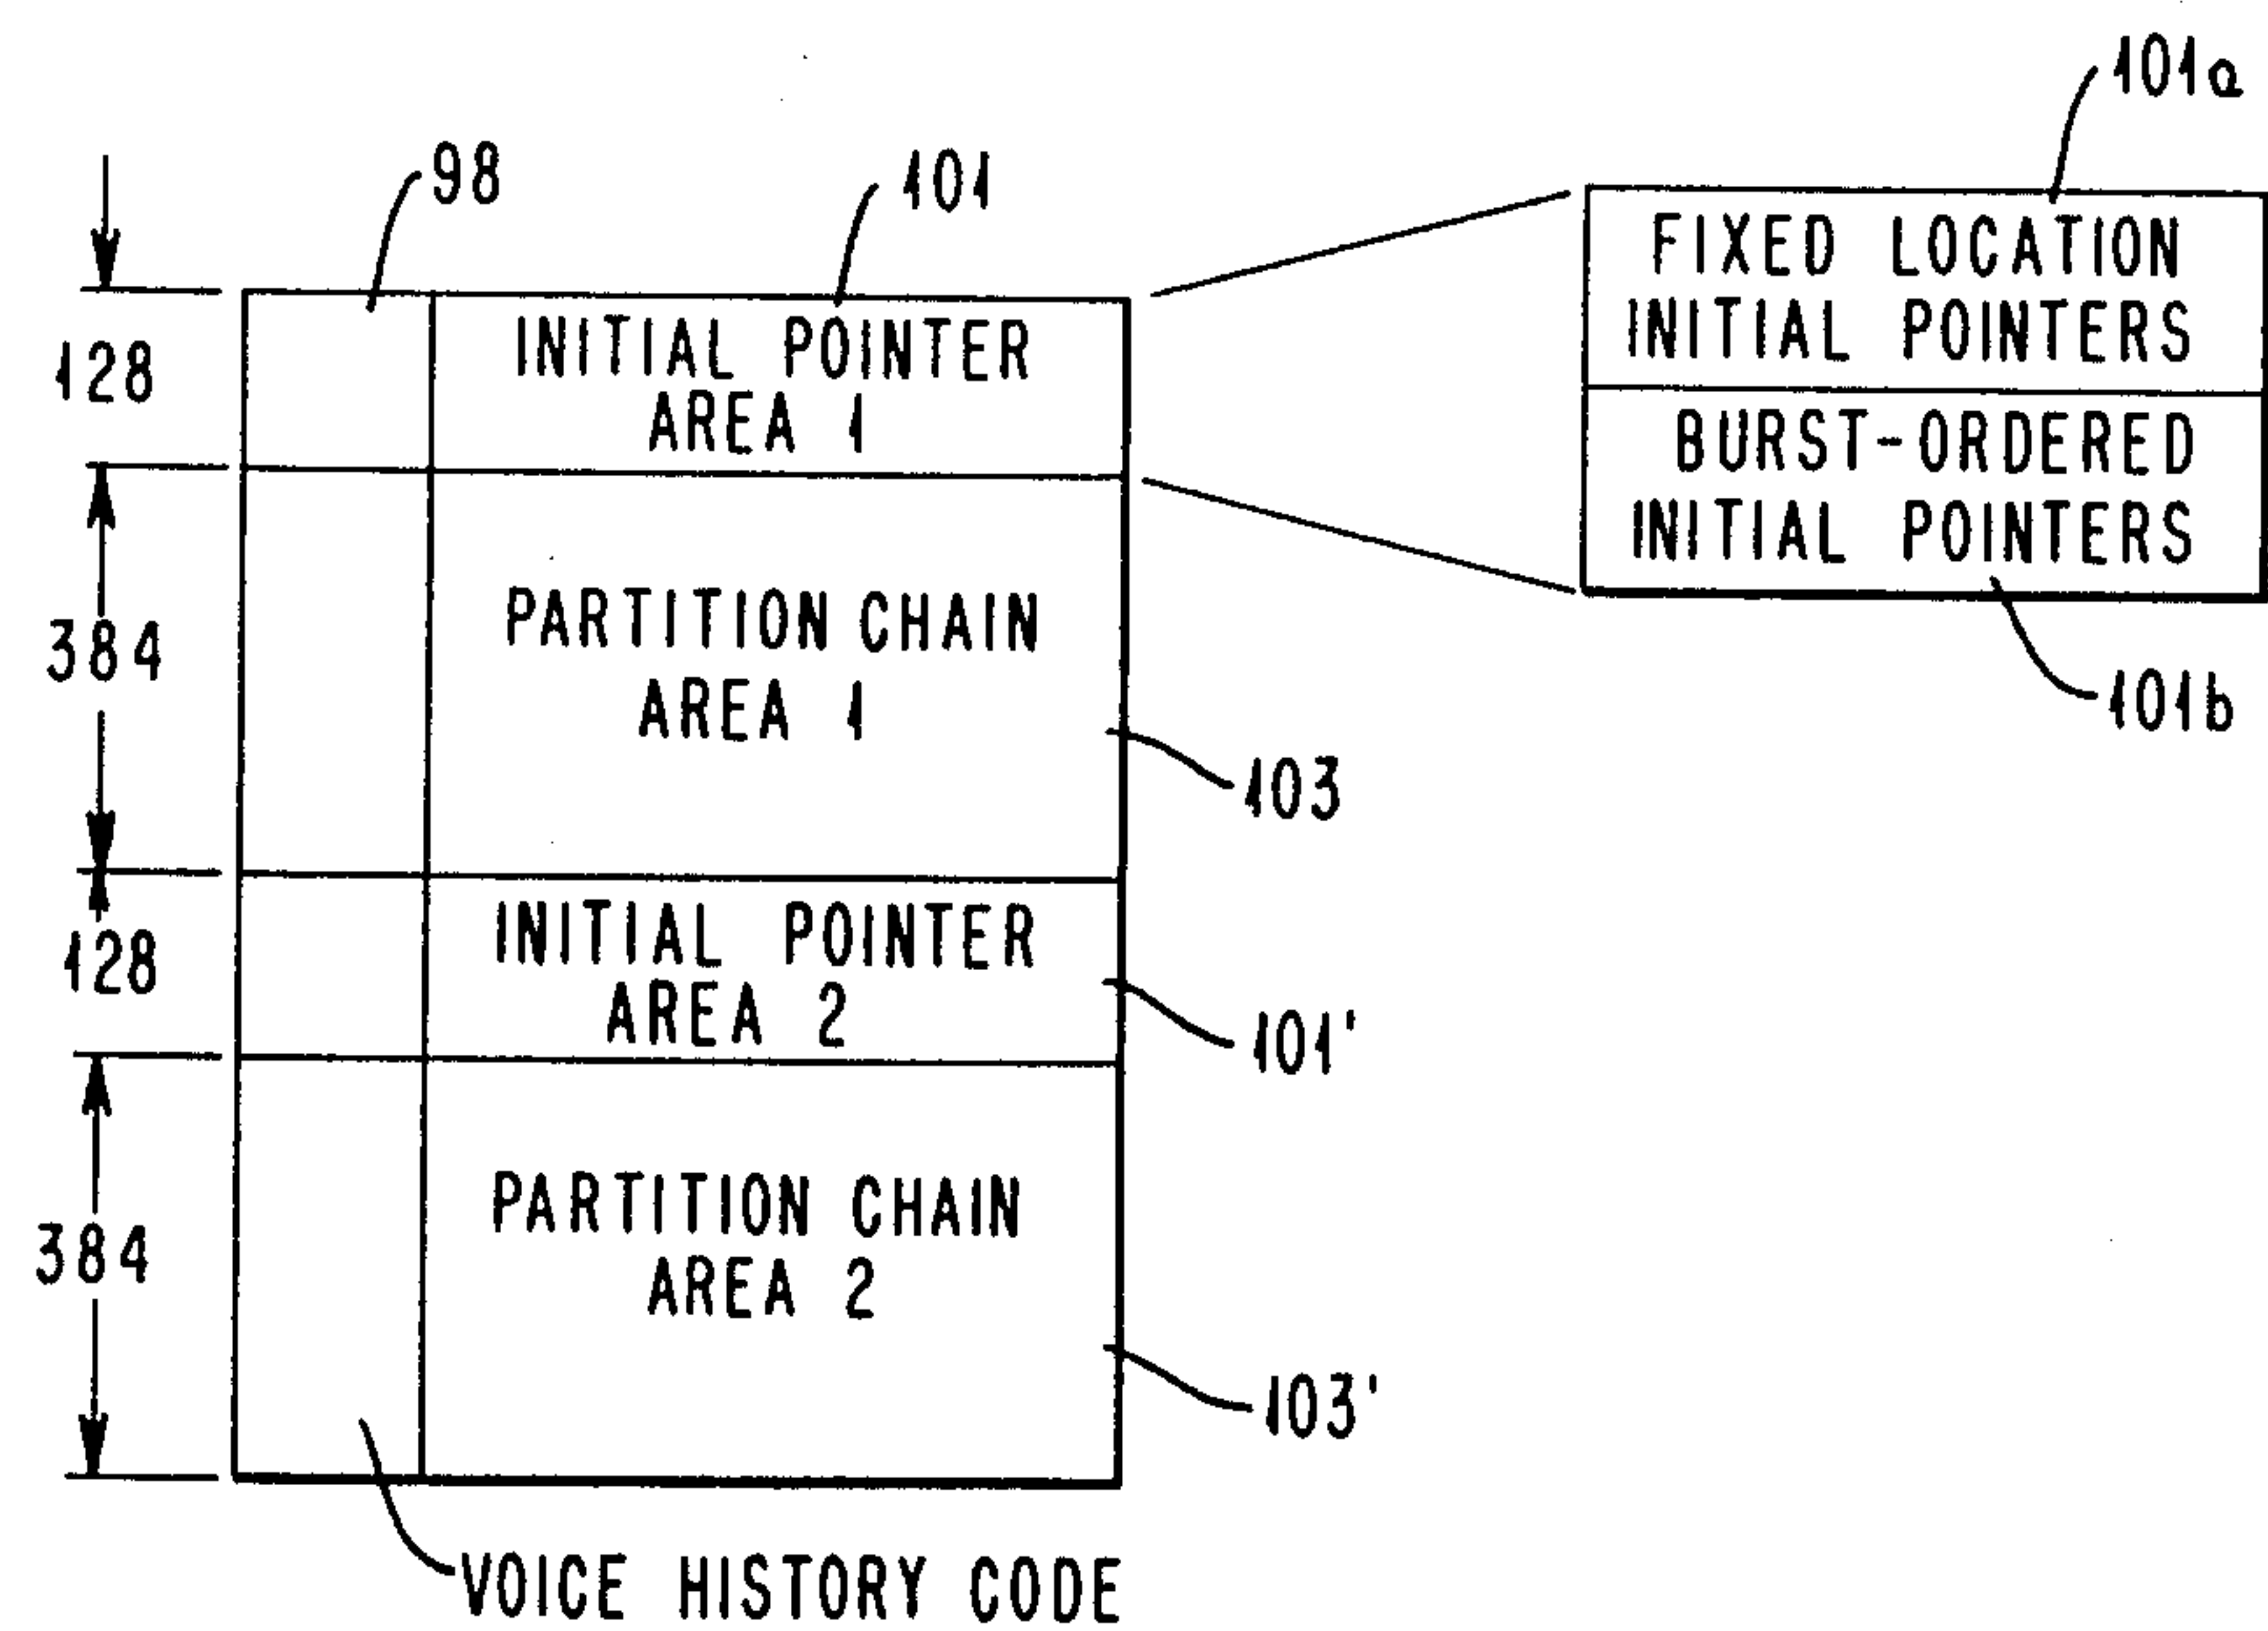 98
101
101a
128
INITIAL POINTER
AREA 1
FIXED LOCATION
INITIAL POINTERS
BURST-ORDERED
INITIAL POINTERS
101b
384
PARTITION CHAIN
AREA 1
103
128
INITIAL POINTER
AREA 2
101'
384
PARTITION CHAIN
AREA 2
103'
VOICE HISTORY CODE